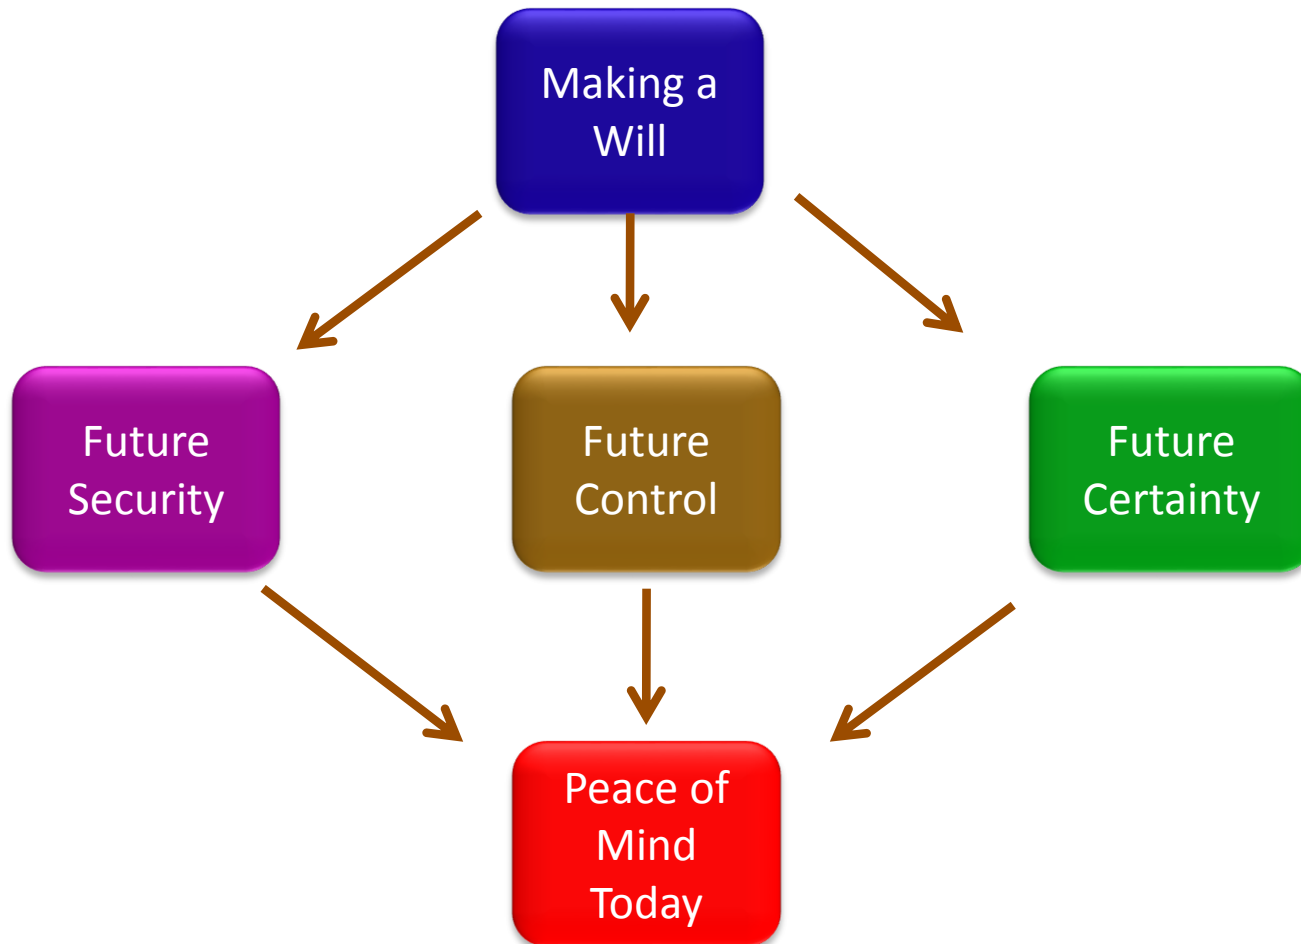 Making a
Will
Future
Security
Future
Control
Future
Certainty
Peace of
Mind
Today